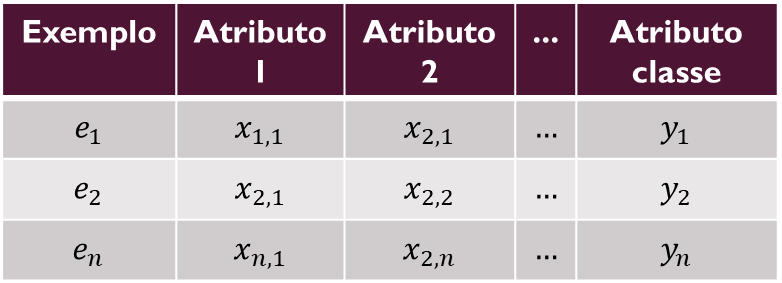 Exemplo Atributo 1 Atributo 2 ... Atributo classe
e₁ x₁,₁ x₂,₁ ... y₁
e₂ x₂,₁ x₂,₂ ... y₂
eₙ xₙ,₁ x₂,ₙ ... yₙ